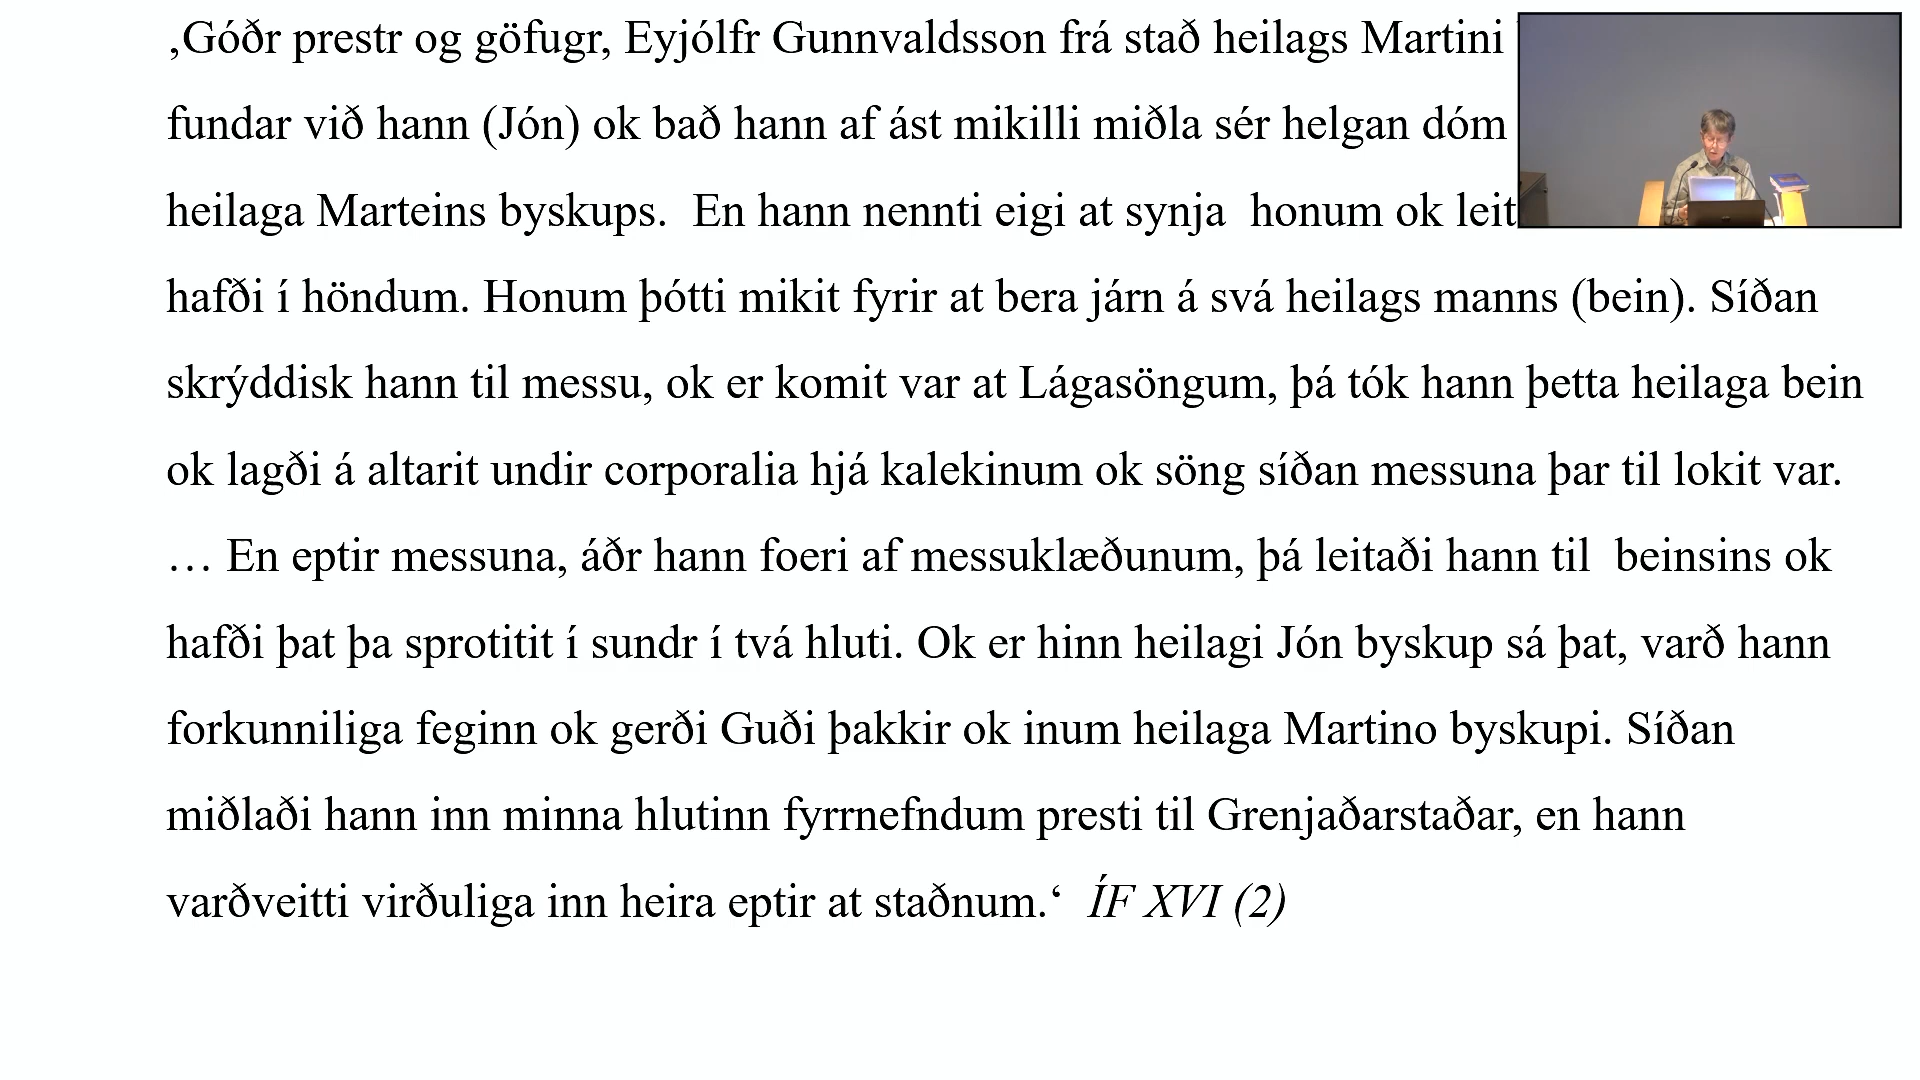 ‚Góðr prestr og göfugr, Eyjólfr Gunnvaldsson frá stað heilags Martini
fundar við hann (Jón) ok bað hann af ást mikilli miðla sér helgan dóm
heilaga Marteins byskups. En hann nennti eigi at synja honum ok leit
hafði í höndum. Honum þótti mikit fyrir at bera járn á svá heilags manns (bein). Síðan
skrýddisk hann til messu, ok er komit var at Lágasöngum, þá tók hann þetta heilaga bein
ok lagði á altarit undir corporalia hjá kalekinum ok söng síðan messuna þar til lokit var.
… En eptir messuna, áðr hann foeri af messuklæðunum, þá leitaði hann til beinsins ok
hafði þat þa sprotitit í sundr í tvá hluti. Ok er hinn heilagi Jón byskup sá þat, varð hann
forkunniliga feginn ok gerði Guði þakkir ok inum heilaga Martino byskupi. Síðan
miðlaði hann inn minna hlutinn fyrrnefndum presti til Grenjaðarstaðar, en hann
varðveitti virðuliga inn heira eptir at staðnum.‘ ÍF XVI (2)